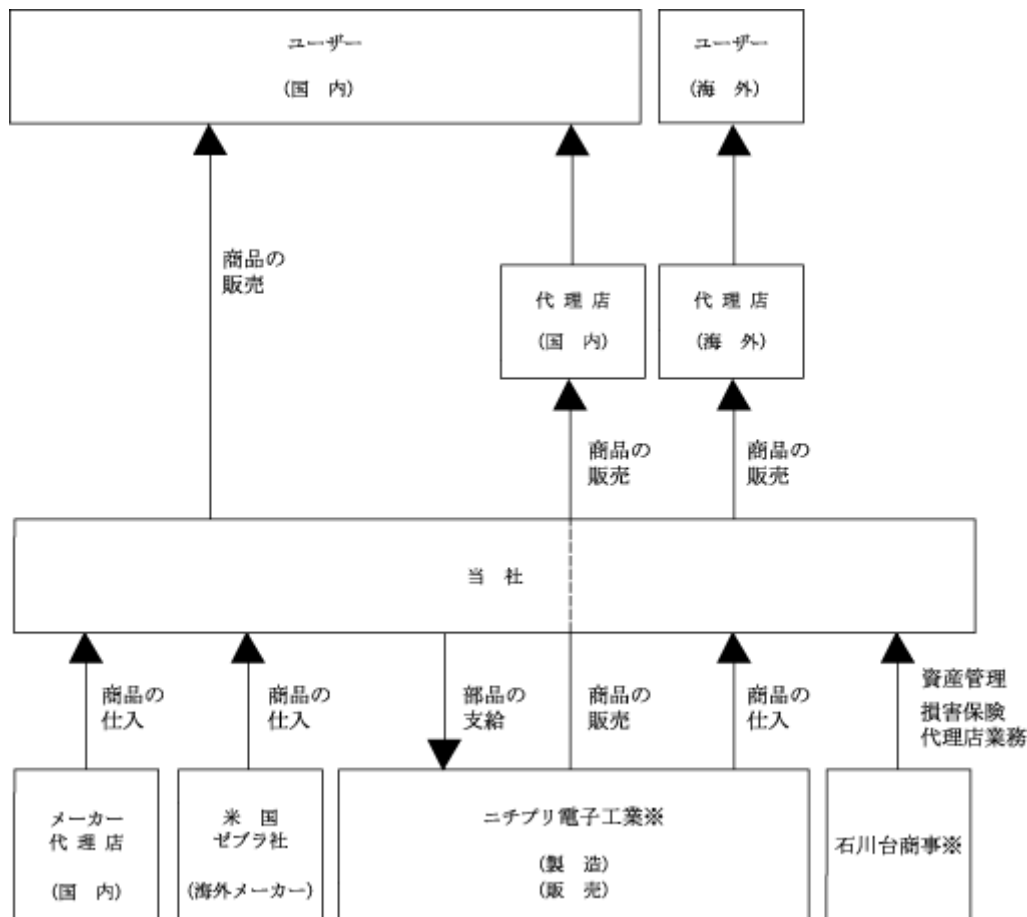 ユーザー
(国　内)
ユーザー
(海　外)
商品の
販売
代 理 店
(国　内)
代 理 店
(海　外)
商品の
販売
商品の
販売
当　社
商品の
仕入
商品の
仕入
部品の
支給
商品の
販売
商品の
仕入
資産管理
損害保険
代理店業務
メーカー
代 理 店
(国　内)
米　国
ゼブラ社
(海外メーカー)
ニチプリ電子工業※
(製　造)
(販　売)
石川台商事※